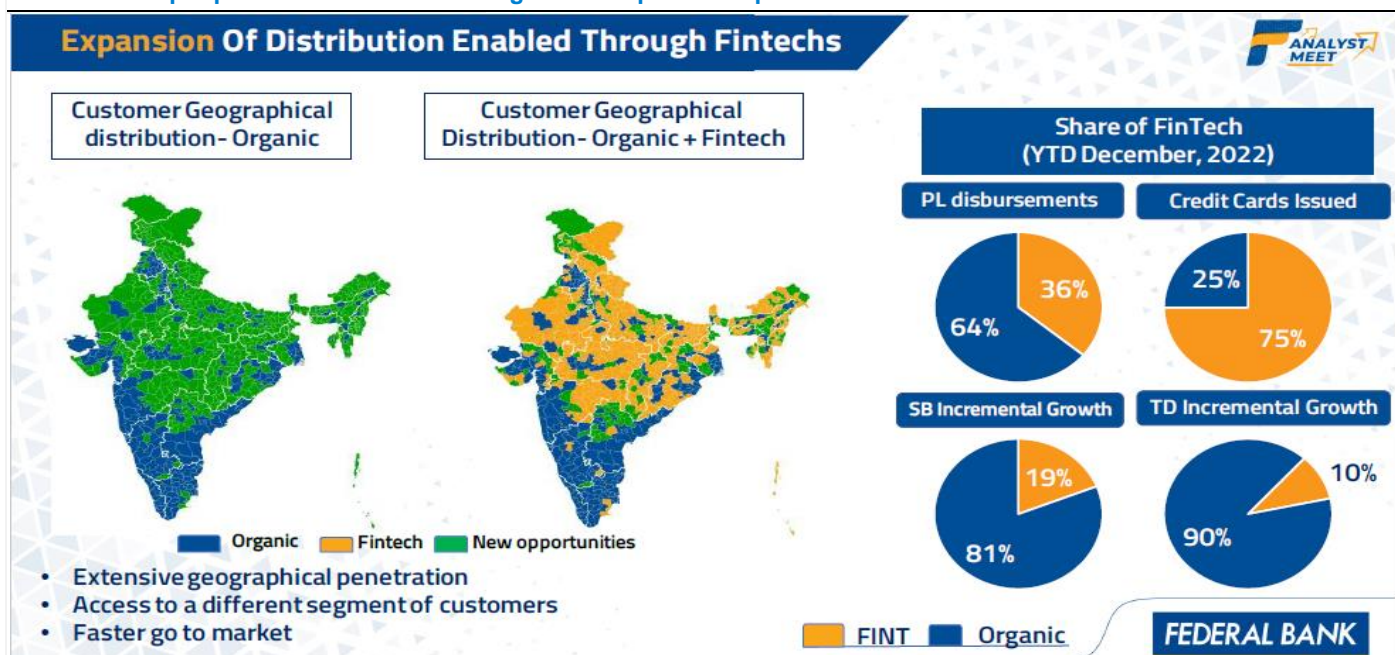 Expansion Of Distribution Enabled Through Fintechs
ANALYST
MEET
Customer Geographical
distribution- Organic
Customer Geographical
Distribution- Organic + Fintech
Share of FinTech
(YTD December, 2022)
PL disbursements
36%
64%
Credit Cards Issued
25%
75%
SB Incremental Growth
19%
81%
TD Incremental Growth
10%
90%
Organic Fintech New opportunities
• Extensive geographical penetration
• Access to a different segment of customers
• Faster go to market
FINT Organic
FEDERAL BANK